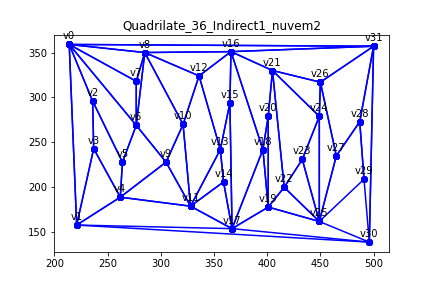 Quadrilate_36_Indirect1_nuvem2
v0
v31
v16
v8
350
v12
v21
v7
v26
300
v2
v15
v20
v24
v6
v10
v28
250
v3
v13
v18
v27
v5
v9
v23
v14
v29
200
v22
v4
v11
v19
v25
v1
v17
150
v30
200 250 300 350 400 450 500